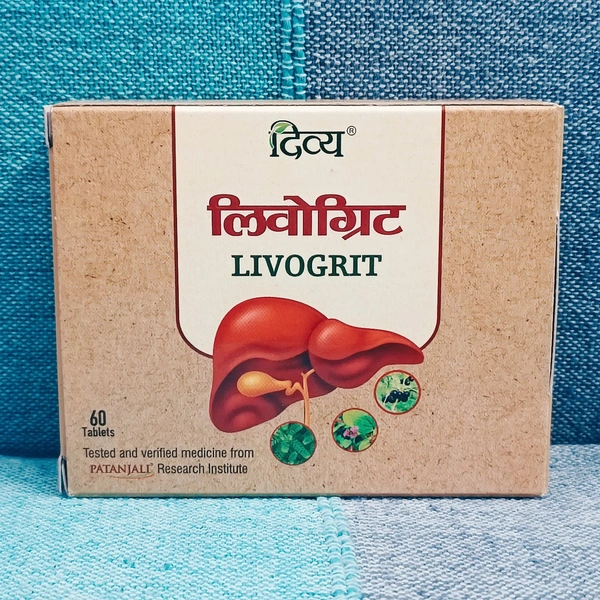 दिव्य®
लिवोग्रिट
LIVOGRIT
60
Tablets
Tested and verified medicine from
PATANJALI® Research Institute